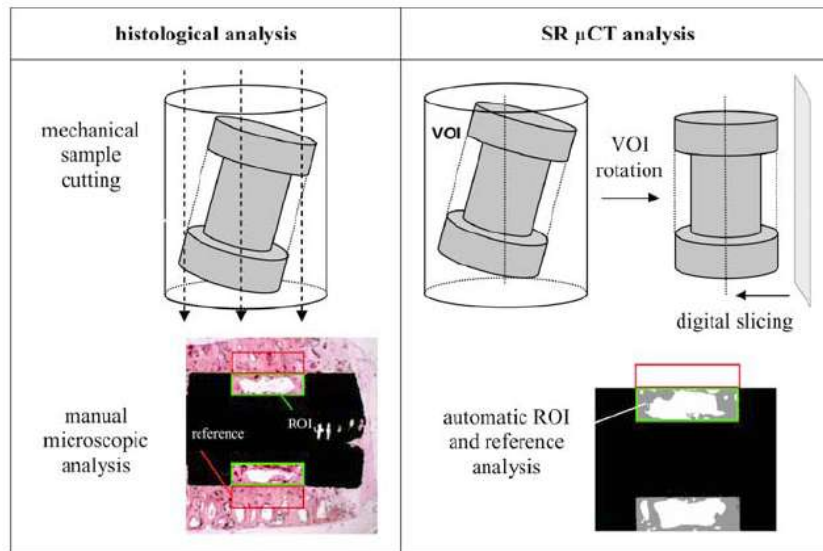 histological analysis
SR µCT analysis
mechanical
sample
cutting
VOI
VOI
rotation
digital slicing
manual
microscopic
analysis
reference
ROI
automatic ROI
and reference
analysis